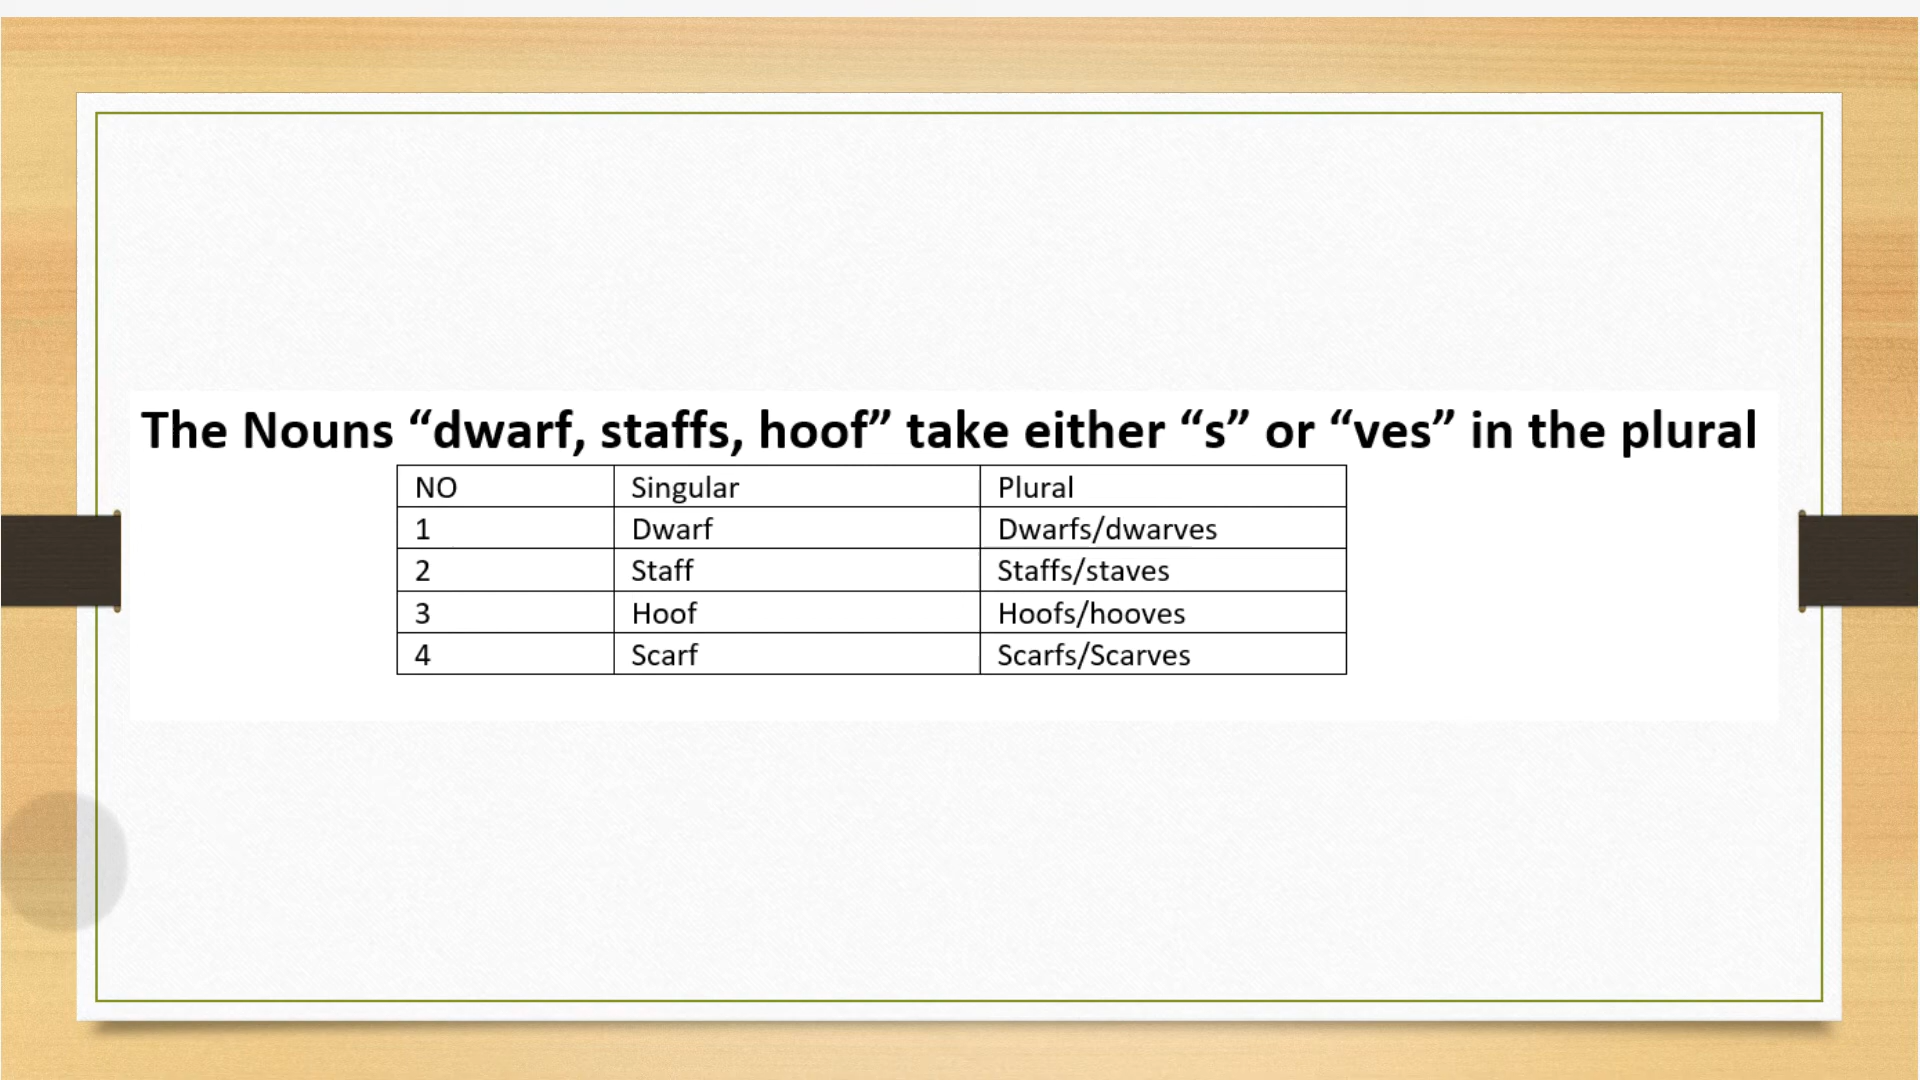 The Nouns “dwarf, staffs, hoof” take either “s” or “ves” in the plural
NO Singular Plural
1 Dwarf Dwarfs/dwarves
2 Staff Staffs/staves
3 Hoof Hoofs/hooves
4 Scarf Scarfs/Scarves